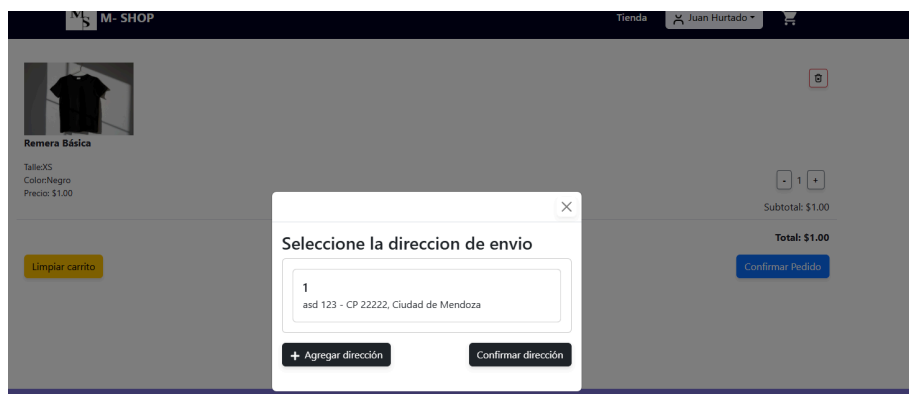 MS M- SHOP
Tienda
Juan Hurtado
Remera Básica
Talle:XS
Color:Negro
Precio: $1.00
- 1 +
Subtotal: $1.00
Total: $1.00
Limpiar carrito
Confirmar Pedido
Seleccione la direccion de envio
1
asd 123 - CP 22222, Ciudad de Mendoza
+ Agregar dirección
Confirmar dirección